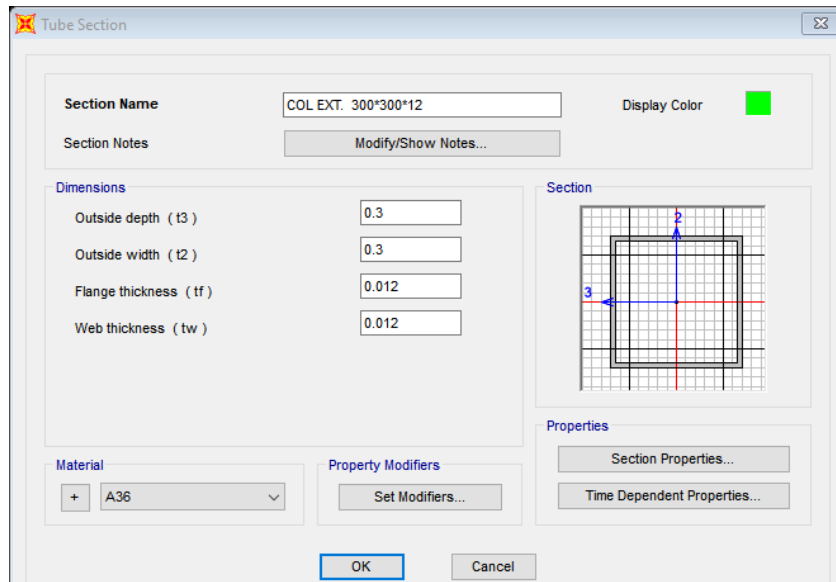 Tube Section
Section Name
COL EXT. 300*300*12
Display Color
Section Notes
Modify/Show Notes...
Dimensions
Outside depth ( t3 )
0.3
Outside width ( t2 )
0.3
Flange thickness ( tf )
0.012
Web thickness ( tw )
0.012
Section
2
3
Properties
Section Properties...
Time Dependent Properties...
Material
+
A36
Property Modifiers
Set Modifiers...
OK
Cancel